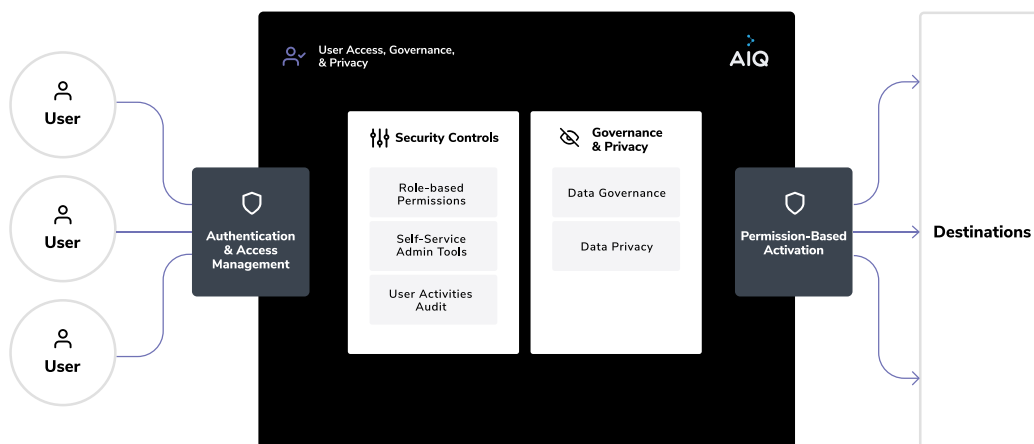 User Access, Governance,
& Privacy
AIQ
User
User
User
Authentication
& Access
Management
Security Controls
Role-based
Permissions
Self-Service
Admin Tools
User Activities
Audit
Governance
& Privacy
Data Governance
Data Privacy
Permission-Based
Activation
Destinations